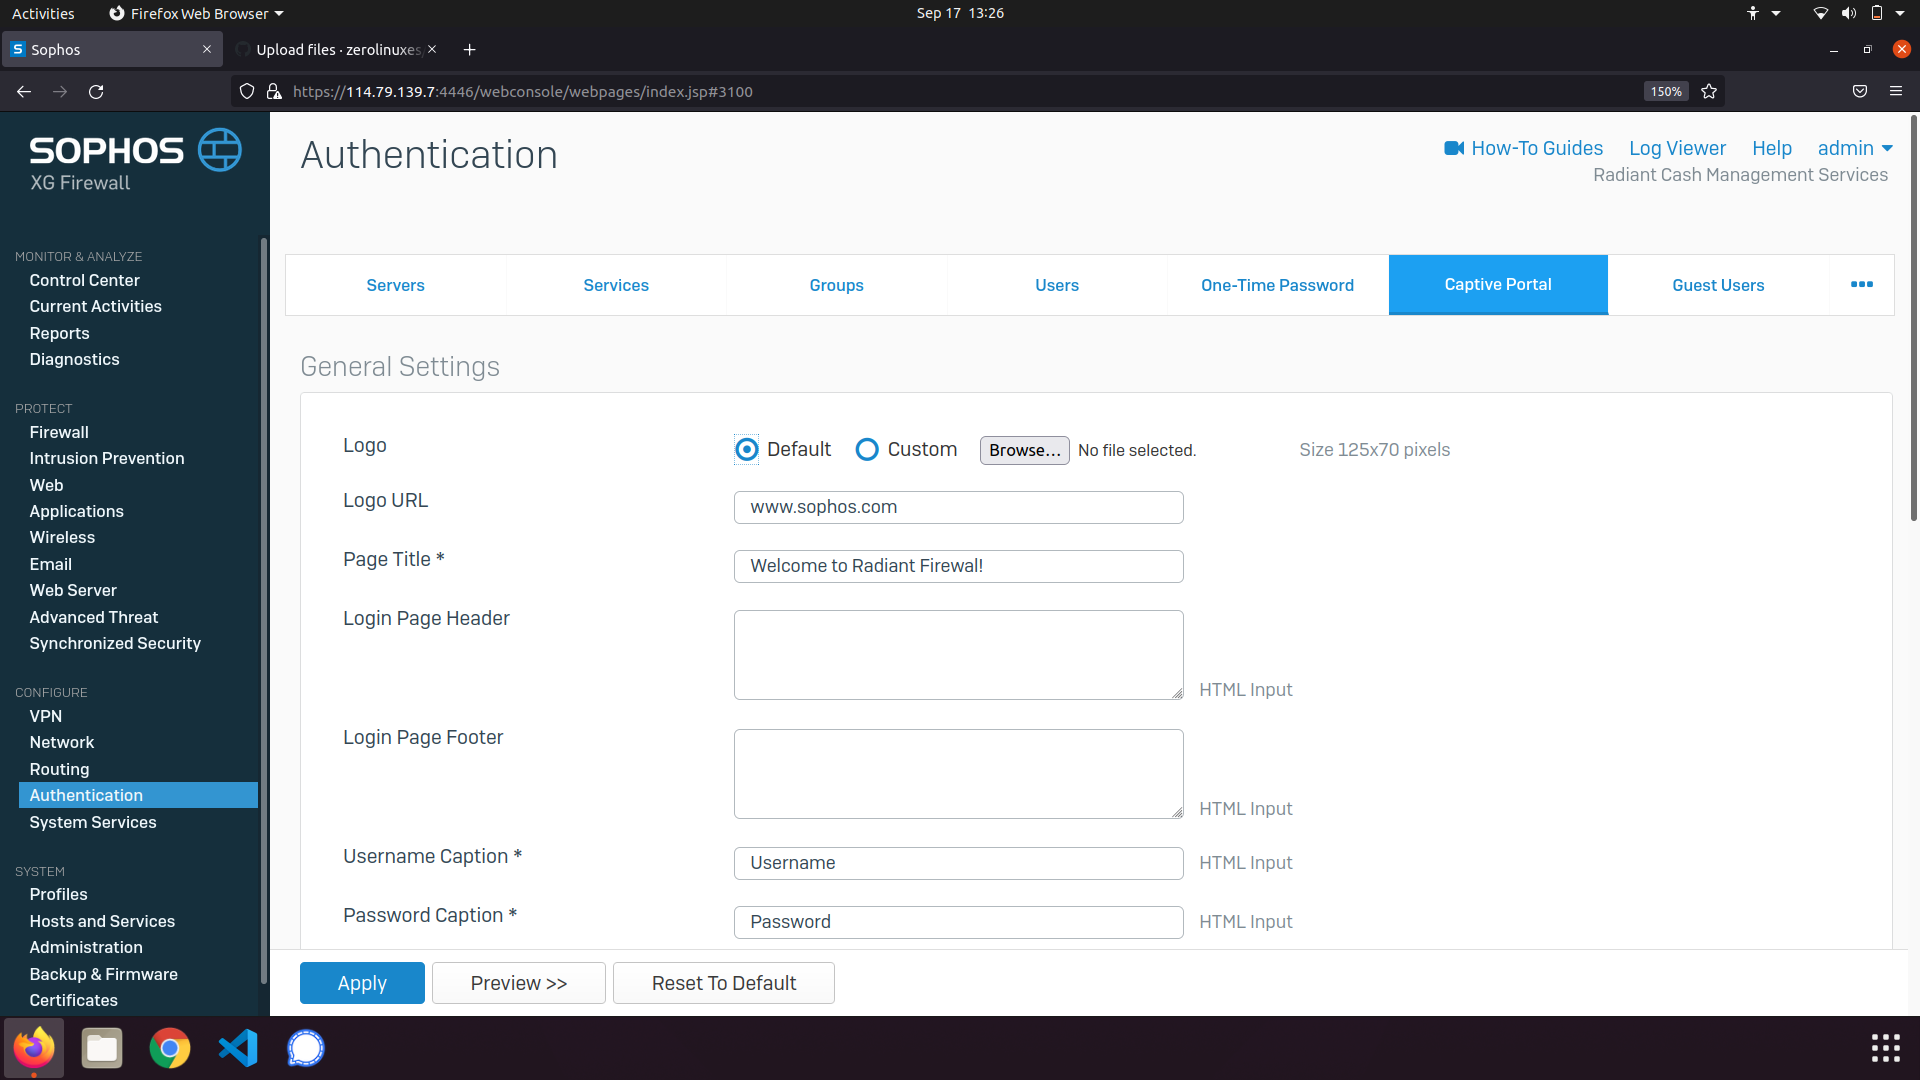 Activities
Firefox Web Browser
Sep 17 13:26
Sophos
Upload files · zerolinuxes
https://114.79.139.7:4446/webconsole/webpages/index.jsp#3100
150%
SOPHOS
XG Firewall
Authentication
How-To Guides
Log Viewer
Help
admin
Radiant Cash Management Services
MONITOR & ANALYZE
Control Center
Current Activities
Reports
Diagnostics
PROTECT
Firewall
Intrusion Prevention
Web
Applications
Wireless
Email
Web Server
Advanced Threat
Synchronized Security
CONFIGURE
VPN
Network
Routing
Authentication
System Services
SYSTEM
Profiles
Hosts and Services
Administration
Backup & Firmware
Certificates
Servers
Services
Groups
Users
One-Time Password
Captive Portal
Guest Users
General Settings
Logo
Default
Custom
Browse...
No file selected.
Size 125x70 pixels
Logo URL
www.sophos.com
Page Title *
Welcome to Radiant Firewal!
Login Page Header
HTML Input
Login Page Footer
HTML Input
Username Caption *
Username
HTML Input
Password Caption *
Password
HTML Input
Apply
Preview >>
Reset To Default